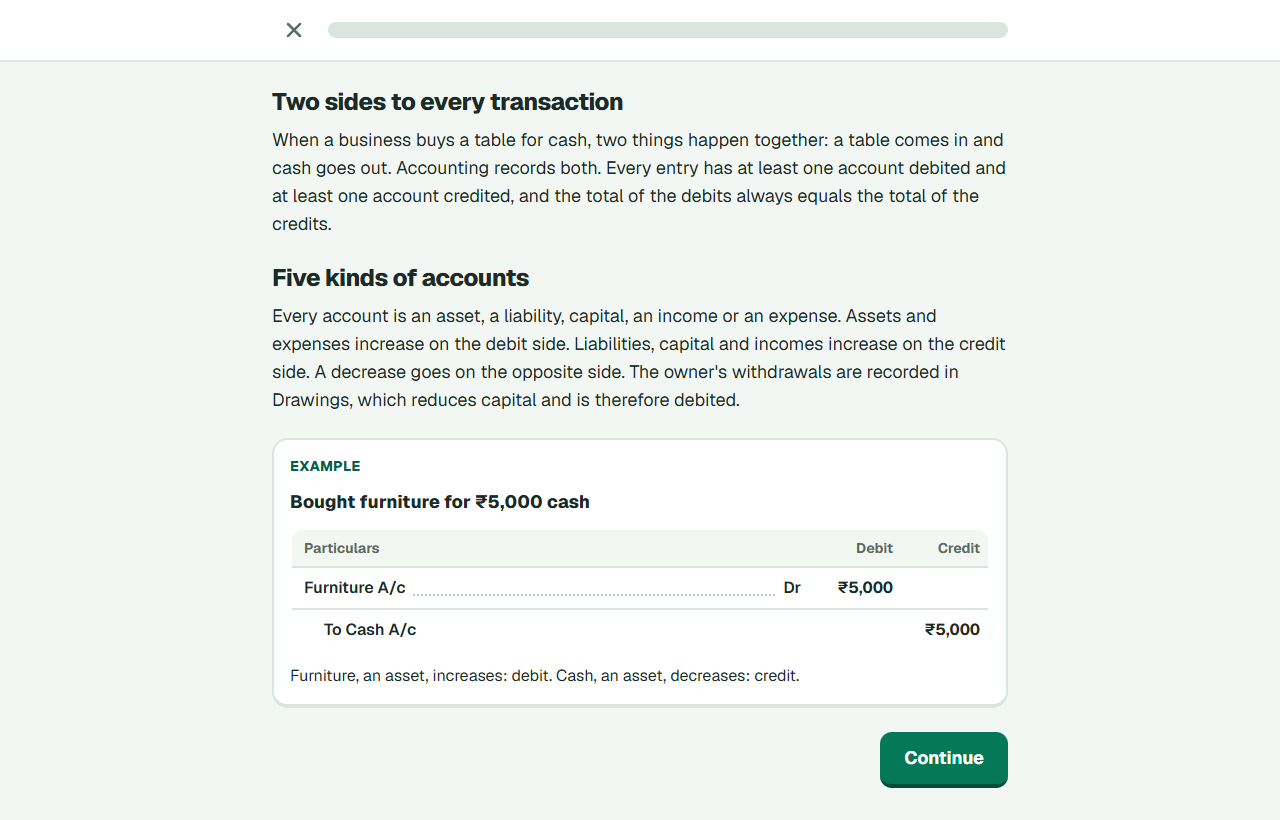 Two sides to every transaction
When a business buys a table for cash, two things happen together: a table comes in and
cash goes out. Accounting records both. Every entry has at least one account debited and
at least one account credited, and the total of the debits always equals the total of the
credits.
Five kinds of accounts
Every account is an asset, a liability, capital, an income or an expense. Assets and
expenses increase on the debit side. Liabilities, capital and incomes increase on the credit
side. A decrease goes on the opposite side. The owner's withdrawals are recorded in
Drawings, which reduces capital and is therefore debited.
EXAMPLE
Bought furniture for ₹5,000 cash
Particulars Debit Credit
Furniture A/c Dr ₹5,000
To Cash A/c ₹5,000
Furniture, an asset, increases: debit. Cash, an asset, decreases: credit.
Continue